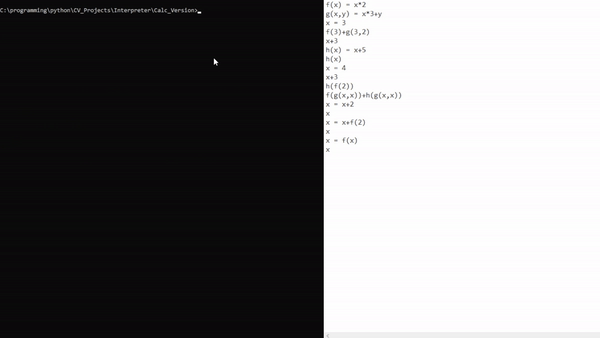 C:\programming\python\CV_Projects\Interpreter\Calc_Version>
f(x) = x*2
g(x,y) = x*3+y
x = 3
f(3)+g(3,2)
x+3
h(x) = x+5
h(x)
x = 4
x+3
h(f(2))
f(g(x,x))+h(g(x,x))
x = x+2
x
x = x+f(2)
x
x = f(x)
x